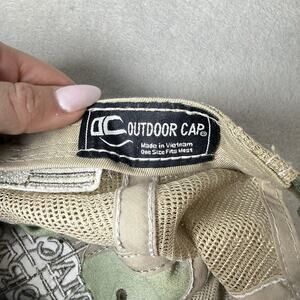 OC OUTDOOR CAP®
Made in Vietnam
One Size Fits Most